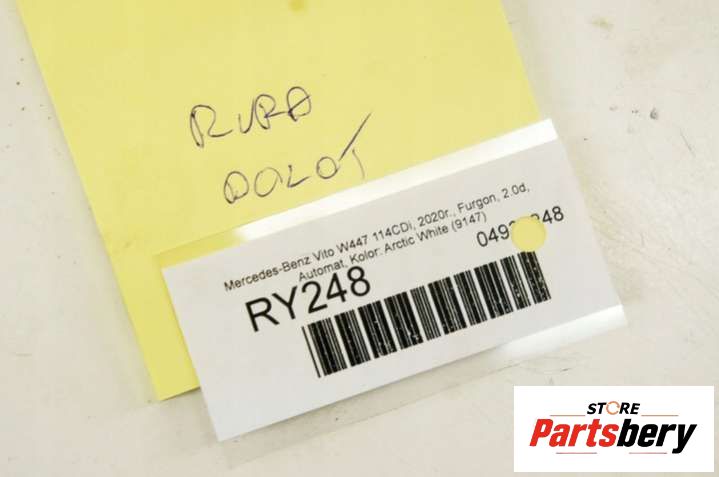 RURA
DOLOT
Mercedes-Benz Vito W447 114CDi, 2020r., Furgon, 2.0d,
Automat, Kolor: Arctic White (9147)
RY248
STORE
Partsbery